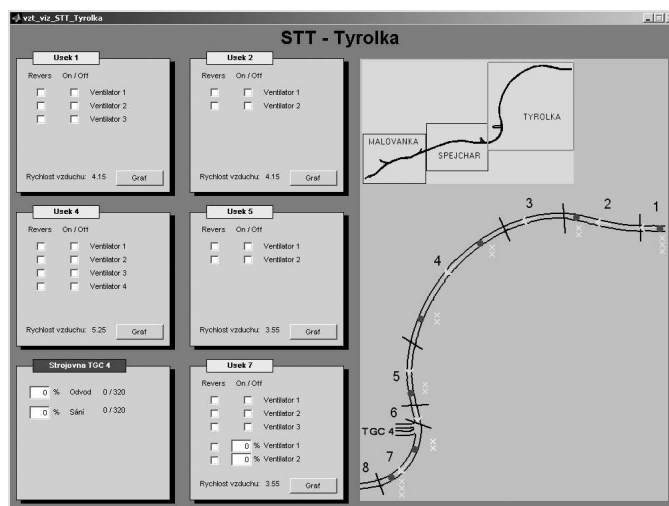 vzt_viz_STT_Tyrolka
STT - Tyrolka
Usek 1
Revers On / Off
Ventilator 1
Ventilator 2
Ventilator 3
Rychlost vzduchu: 4.15 Graf
Usek 2
Revers On / Off
Ventilator 1
Ventilator 2
Rychlost vzduchu: 4.15 Graf
Usek 4
Revers On / Off
Ventilator 1
Ventilator 2
Ventilator 3
Ventilator 4
Rychlost vzduchu: 5.25 Graf
Usek 5
Revers On / Off
Ventilator 1
Ventilator 2
Rychlost vzduchu: 3.55 Graf
Strojovna TGC 4
0 % Odvod 0 / 320
0 % Sání 0 / 320
Usek 7
Revers On / Off
Ventilator 1
Ventilator 2
Ventilator 3
0 % Ventilator 1
0 % Ventilator 2
Rychlost vzduchu: 3.55 Graf
TYROLKA
MALOVANKA
SPEJCHAR
1
2
3
4
5
6
TGC 4
7
8